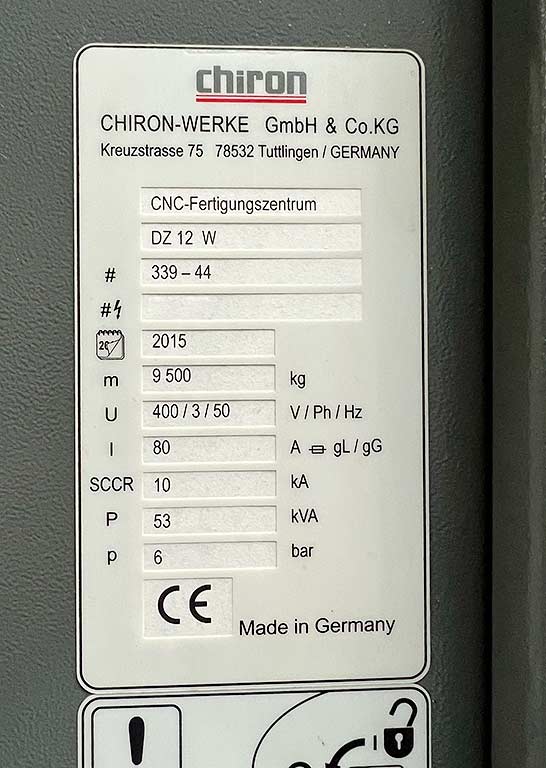 chiron
CHIRON-WERKE GmbH & Co.KG
Kreuzstrasse 75 78532 Tuttlingen / GERMANY
CNC-Fertigungszentrum
DZ 12 W
# 339 – 44
#
2015
m 9 500 kg
U 400 / 3 / 50 V / Ph / Hz
I 80 A gL / gG
SCCR 10 kA
P 53 kVA
p 6 bar
CE
Made in Germany
!
I